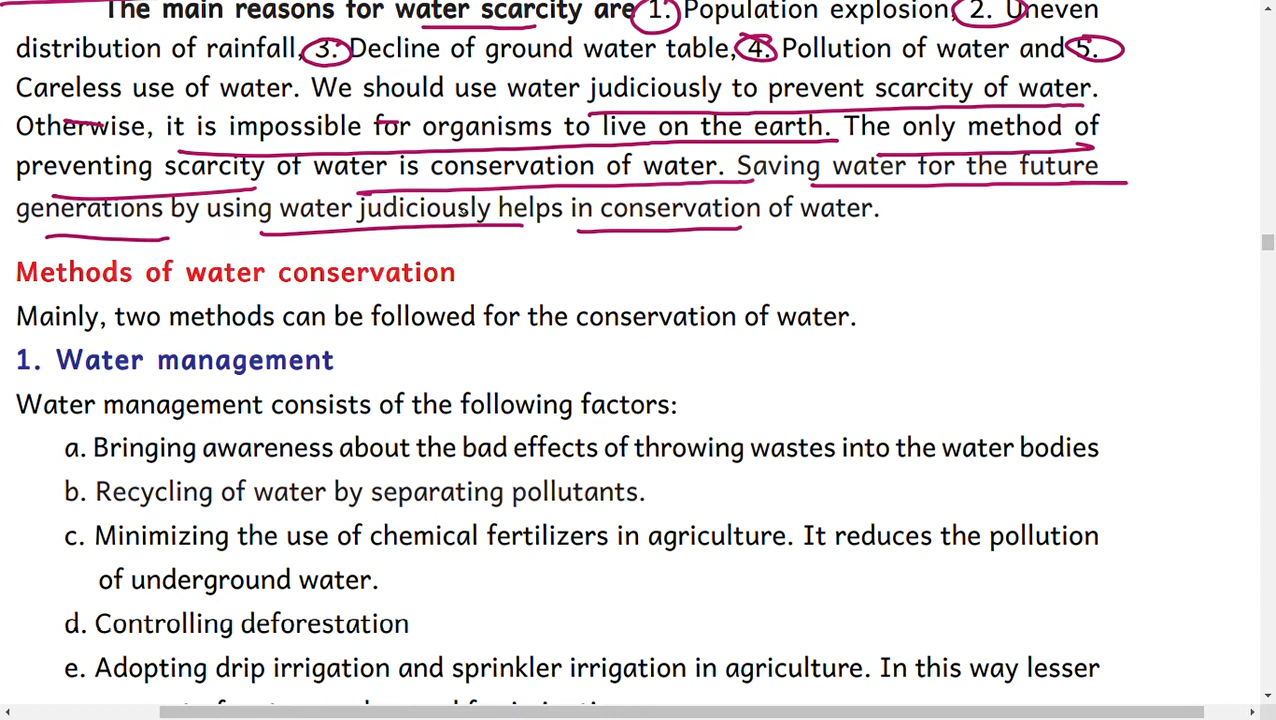 The main reasons for water scarcity are 1. Population explosion, 2. Uneven
distribution of rainfall, 3. Decline of ground water table, 4. Pollution of water and 5.
Careless use of water. We should use water judiciously to prevent scarcity of water.
Otherwise, it is impossible for organisms to live on the earth. The only method of
preventing scarcity of water is conservation of water. Saving water for the future
generations by using water judiciously helps in conservation of water.
Methods of water conservation
Mainly, two methods can be followed for the conservation of water.
1. Water management
Water management consists of the following factors:
a. Bringing awareness about the bad effects of throwing wastes into the water bodies
b. Recycling of water by separating pollutants.
c. Minimizing the use of chemical fertilizers in agriculture. It reduces the pollution
of underground water.
d. Controlling deforestation
e. Adopting drip irrigation and sprinkler irrigation in agriculture. In this way lesser